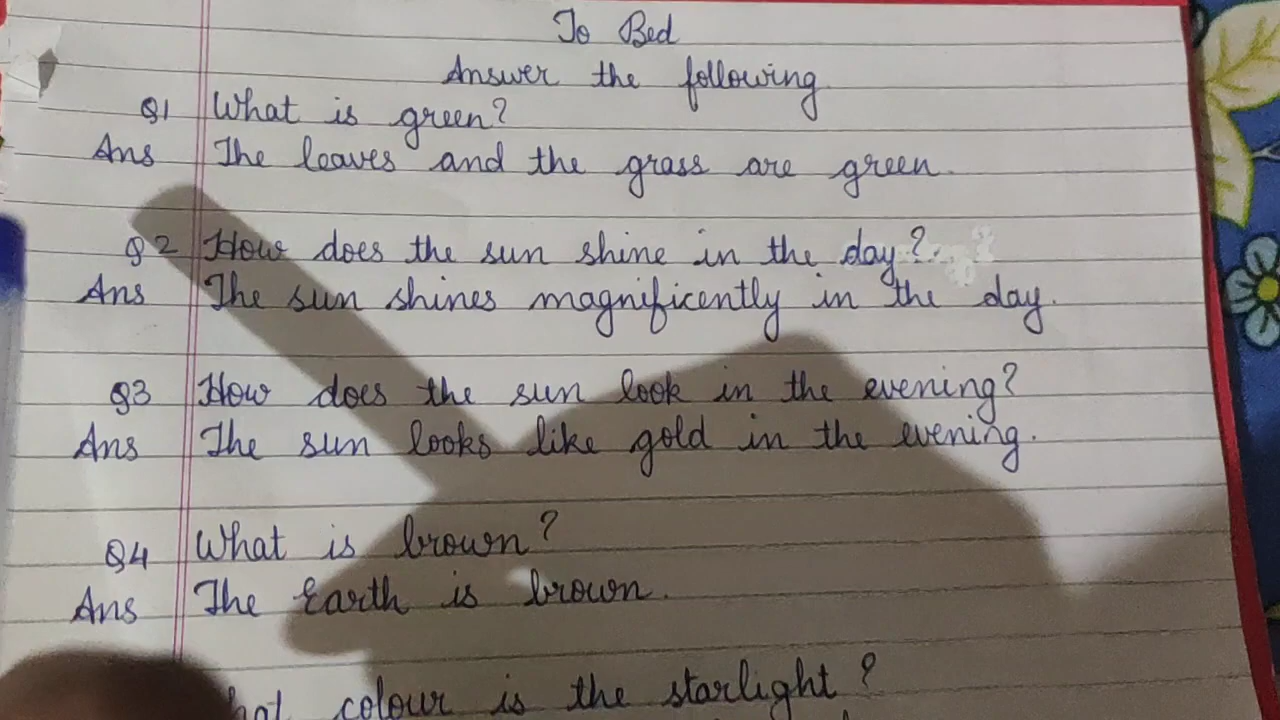 To Bed
Answer the following
Q1 What is green?
Ans The leaves and the grass are green.
Q2 How does the sun shine in the day?
Ans The sun shines magnificently in the day.
Q3 How does the sun look in the evening?
Ans The sun looks like gold in the evening.
Q4 What is brown?
Ans The Earth is brown.
colour is the starlight?